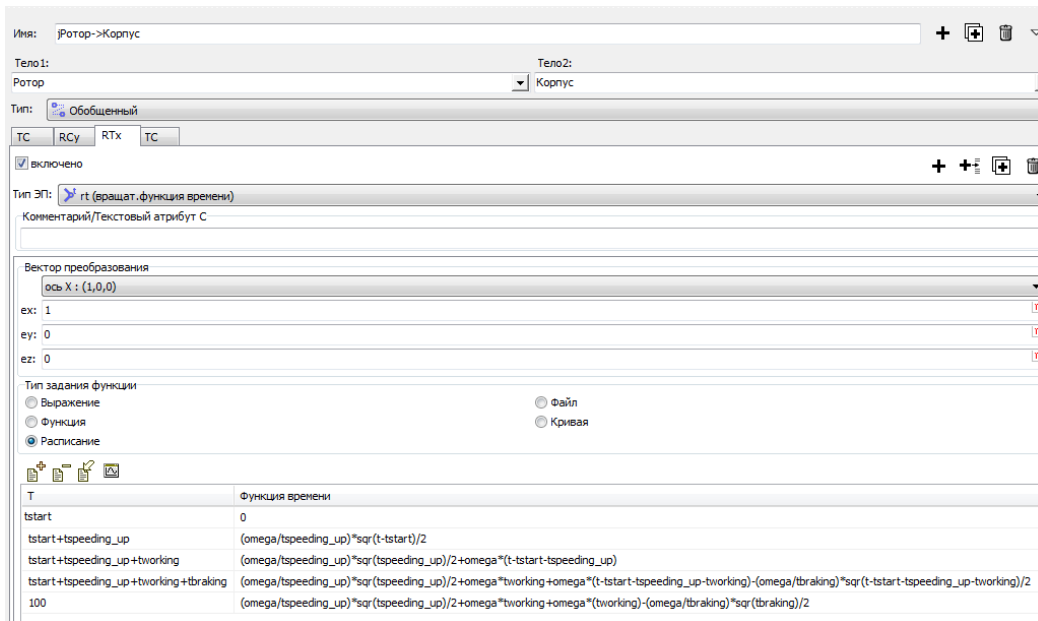 Имя: jРотор->Корпус
Тело1: Тело2:
Ротор Корпус
Тип: Обобщенный
TC RCy RTx TC
включено
Тип ЭП: rt (вращат.функция времени)
Комментарий/Текстовый атрибут C
Вектор преобразования
ось X : (1,0,0)
ex: 1
ey: 0
ez: 0
Тип задания функции
Выражение Файл
Функция Кривая
Расписание
T Функция времени
tstart 0
tstart+tspeeding_up (omega/tspeeding_up)*sqr(t-tstart)/2
tstart+tspeeding_up+tworking (omega/tspeeding_up)*sqr(tspeeding_up)/2+omega*(t-tstart-tspeeding_up)
tstart+tspeeding_up+tworking+tbraking (omega/tspeeding_up)*sqr(tspeeding_up)/2+omega*tworking+omega*(t-tstart-tspeeding_up-tworking)-(omega/tbraking)*sqr(t-tstart-tspeeding_up-tworking)/2
100 (omega/tspeeding_up)*sqr(tspeeding_up)/2+omega*tworking+omega*(tworking)-(omega/tbraking)*sqr(tbraking)/2